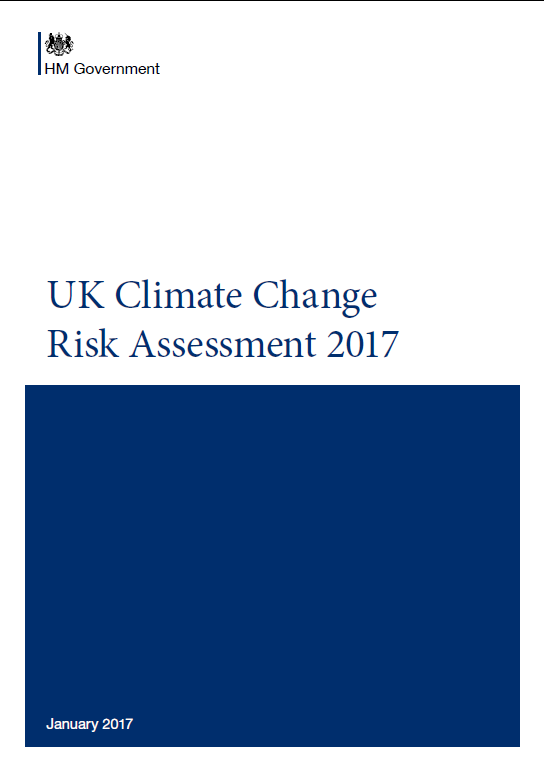 HM Government
UK Climate Change
Risk Assessment 2017
January 2017